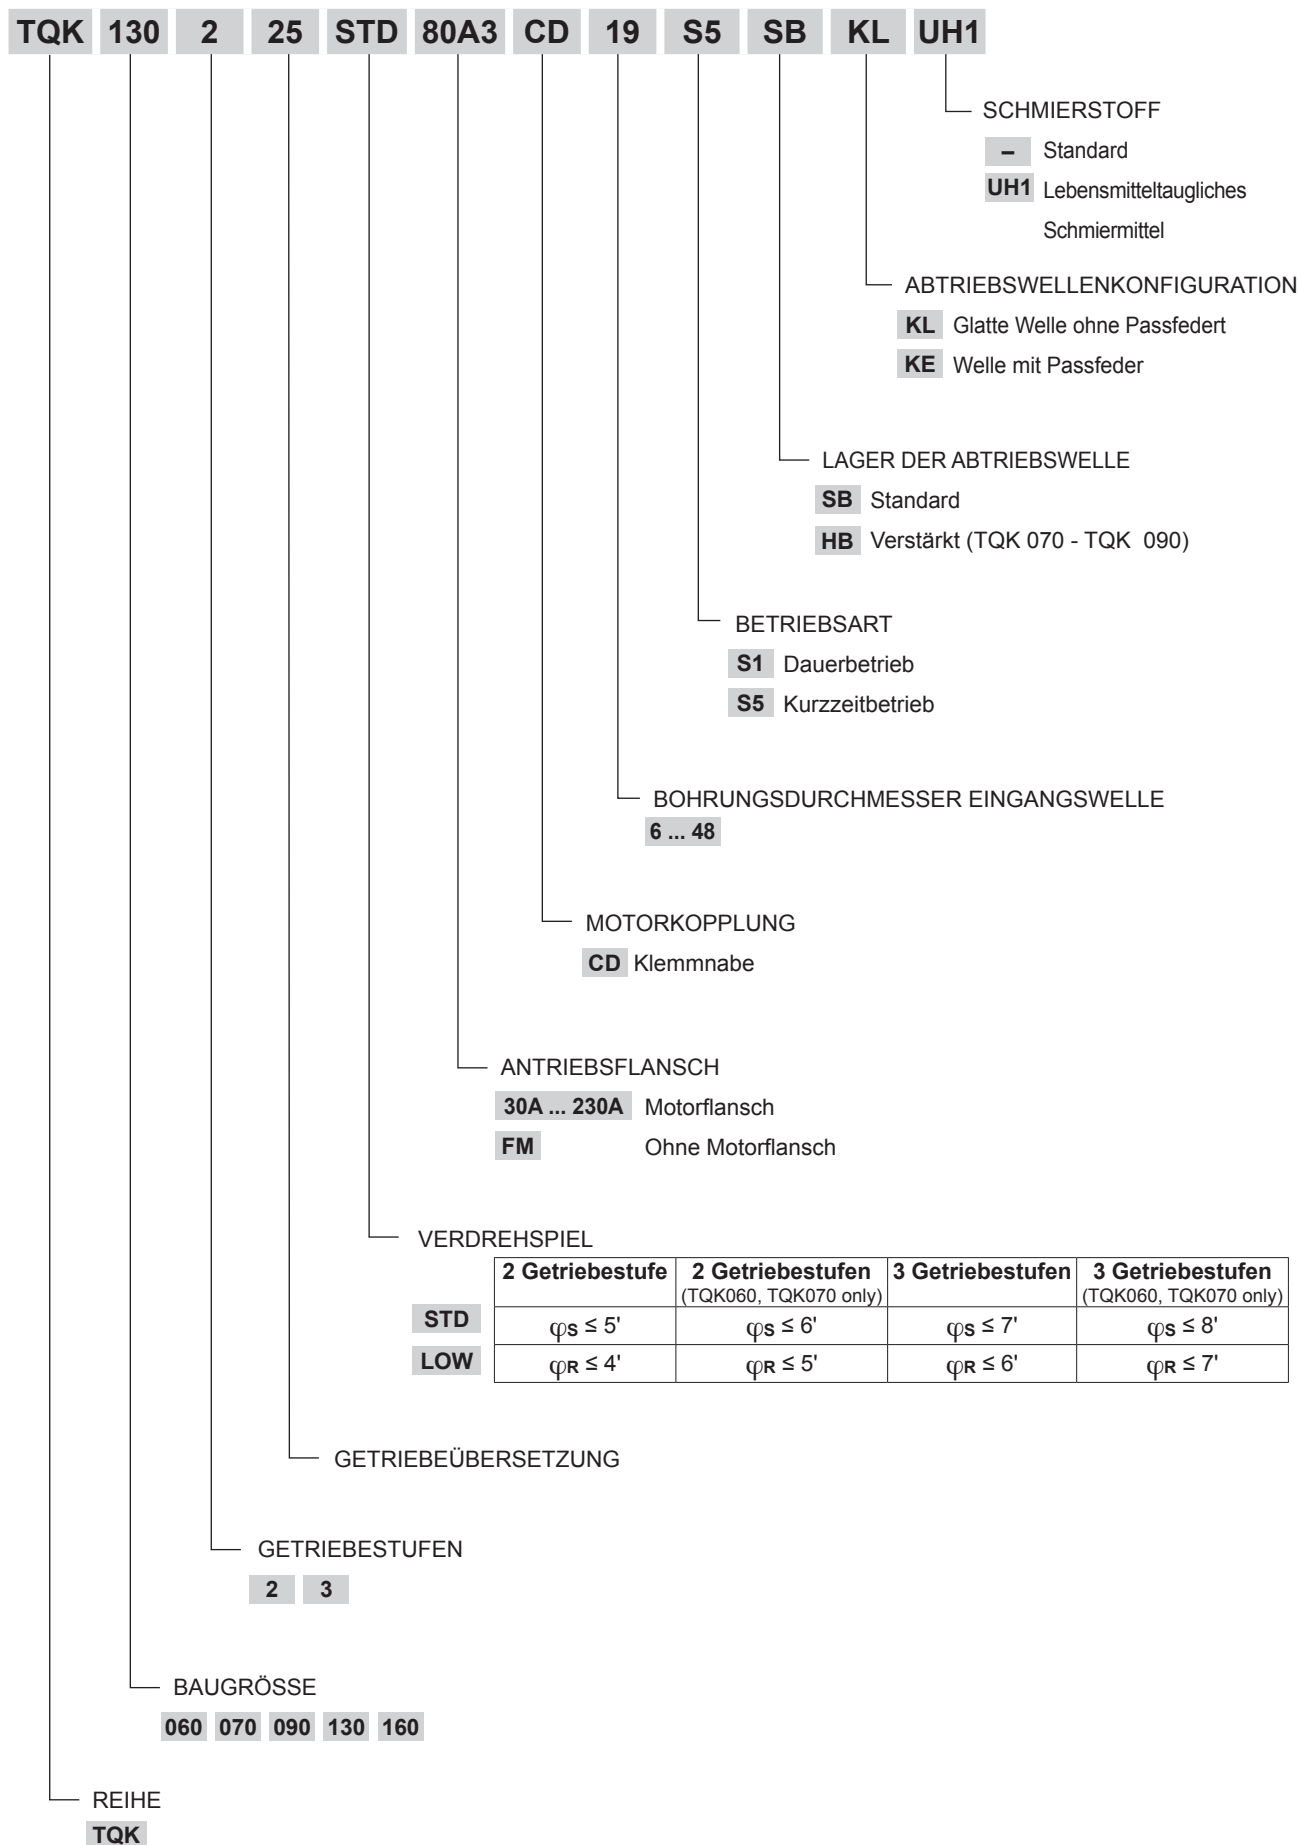 TQK 130 2 25 STD 80A3 CD 19 S5 SB KL UH1
SCHMIERSTOFF
– Standard
UH1 Lebensmitteltaugliches
Schmiermittel
ABTRIEBSWELLENKONFIGURATION
KL Glatte Welle ohne Passfedert
KE Welle mit Passfeder
LAGER DER ABTRIEBSWELLE
SB Standard
HB Verstärkt (TQK 070 - TQK 090)
BETRIEBSART
S1 Dauerbetrieb
S5 Kurzzeitbetrieb
BOHRUNGSDURCHMESSER EINGANGSWELLE
6 ... 48
MOTORKOPPLUNG
CD Klemmnabe
ANTRIEBSFLANSCH
30A ... 230A Motorflansch
FM Ohne Motorflansch
VERDREHSPIEL
2 Getriebestufe 2 Getriebestufen 3 Getriebestufen 3 Getriebestufen
(TQK060, TQK070 only) (TQK060, TQK070 only)
STD φS ≤ 5' φS ≤ 6' φS ≤ 7' φS ≤ 8'
LOW φR ≤ 4' φR ≤ 5' φR ≤ 6' φR ≤ 7'
GETRIEBEÜBERSETZUNG
GETRIEBESTUFEN
2 3
BAUGRÖSSE
060 070 090 130 160
REIHE
TQK